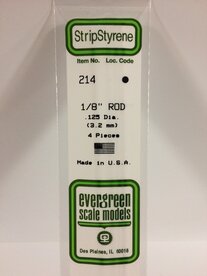 StripStyrene
Item No. Loc. Code
214
1/8" ROD
.125 Dia.
(3.2 mm)
4 Pieces
Made in U.S.A.
evergreen
scale models
Des Plaines, IL 60018